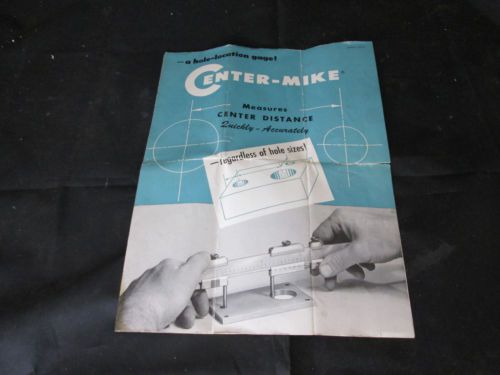 —a hole-location gage!
CENTER-MIKE®
Measures
CENTER DISTANCE
Quickly - Accurately
—regardless of hole sizes!